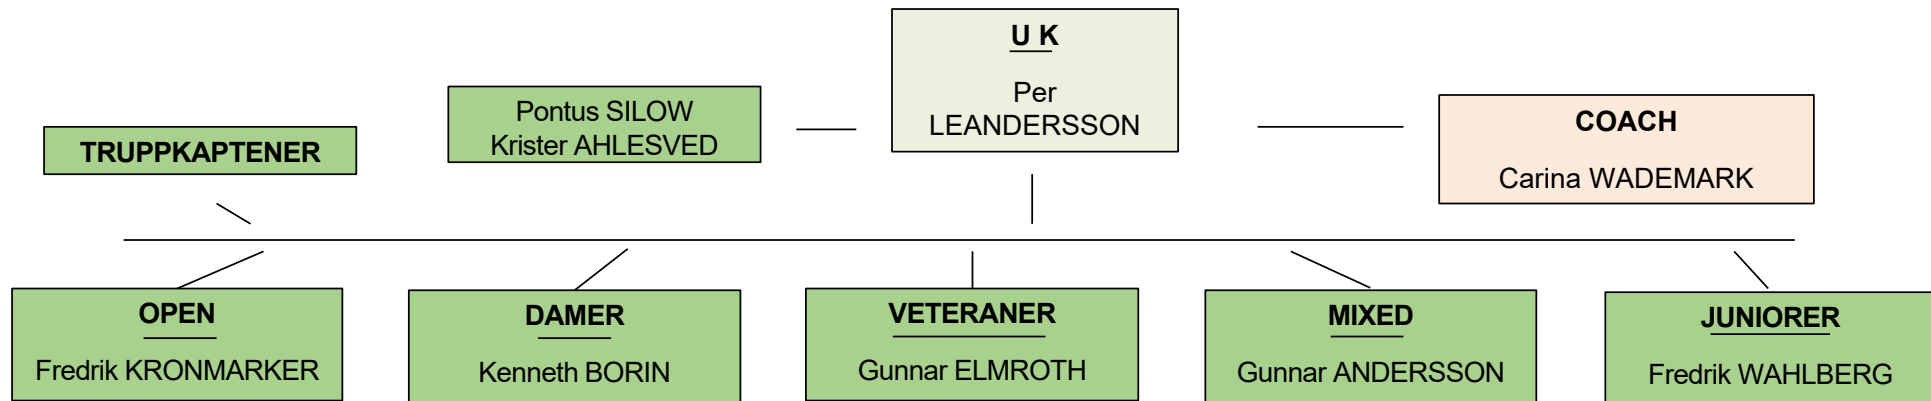 U K
Per
LEANDERSSON
Pontus SILOW
Krister AHLESVED
TRUPPKAPTENER
COACH
Carina WADEMARK
OPEN
Fredrik KRONMARKER
DAMER
Kenneth BORIN
VETERANER
Gunnar ELMROTH
MIXED
Gunnar ANDERSSON
JUNIORER
Fredrik WAHLBERG